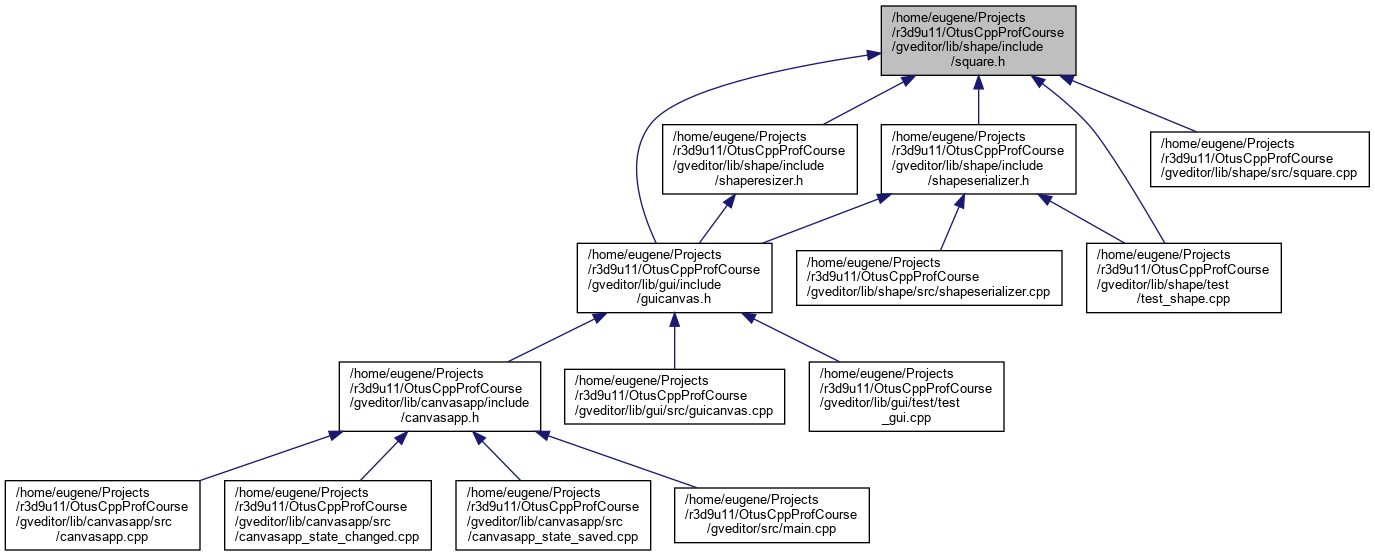 /home/eugene/Projects
/r3d9u11/OtusCppProfCourse
/gveditor/lib/shape/include
/square.h
/home/eugene/Projects
/r3d9u11/OtusCppProfCourse
/gveditor/lib/shape/include
/shaperesizer.h
/home/eugene/Projects
/r3d9u11/OtusCppProfCourse
/gveditor/lib/shape/include
/shapeserializer.h
/home/eugene/Projects
/r3d9u11/OtusCppProfCourse
/gveditor/lib/shape/src/square.cpp
/home/eugene/Projects
/r3d9u11/OtusCppProfCourse
/gveditor/lib/gui/include
/guicanvas.h
/home/eugene/Projects
/r3d9u11/OtusCppProfCourse
/gveditor/lib/shape/src/shapeserializer.cpp
/home/eugene/Projects
/r3d9u11/OtusCppProfCourse
/gveditor/lib/shape/test
/test_shape.cpp
/home/eugene/Projects
/r3d9u11/OtusCppProfCourse
/gveditor/lib/canvasapp/include
/canvasapp.h
/home/eugene/Projects
/r3d9u11/OtusCppProfCourse
/gveditor/lib/gui/src/guicanvas.cpp
/home/eugene/Projects
/r3d9u11/OtusCppProfCourse
/gveditor/lib/gui/test/test
_gui.cpp
/home/eugene/Projects
/r3d9u11/OtusCppProfCourse
/gveditor/lib/canvasapp/src
/canvasapp.cpp
/home/eugene/Projects
/r3d9u11/OtusCppProfCourse
/gveditor/lib/canvasapp/src
/canvasapp_state_changed.cpp
/home/eugene/Projects
/r3d9u11/OtusCppProfCourse
/gveditor/lib/canvasapp/src
/canvasapp_state_saved.cpp
/home/eugene/Projects
/r3d9u11/OtusCppProfCourse
/gveditor/src/main.cpp